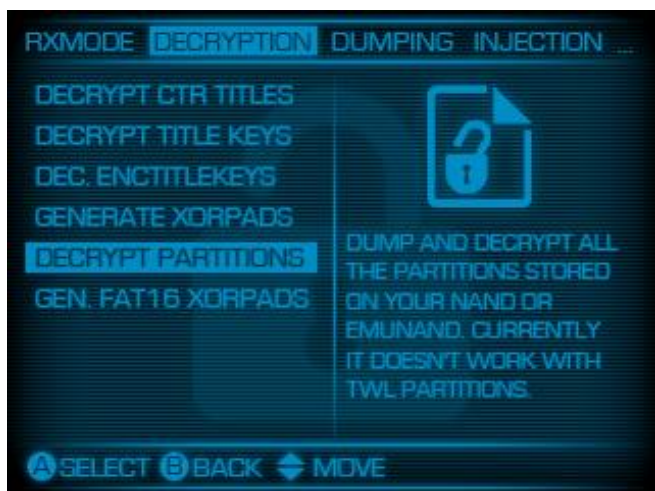 RXMODE DECRYPTION DUMPING INJECTION ...
DECRYPT CTR TITLES
DECRYPT TITLE KEYS
DEC. ENCTITLEKEYS
GENERATE XORPADS
DECRYPT PARTITIONS
GEN. FAT16 XORPADS
DUMP AND DECRYPT ALL
THE PARTITIONS STORED
ON YOUR NAND OR
EMUNAND. CURRENTLY
IT DOESN'T WORK WITH
TWL PARTITIONS.
A SELECT B BACK MOVE